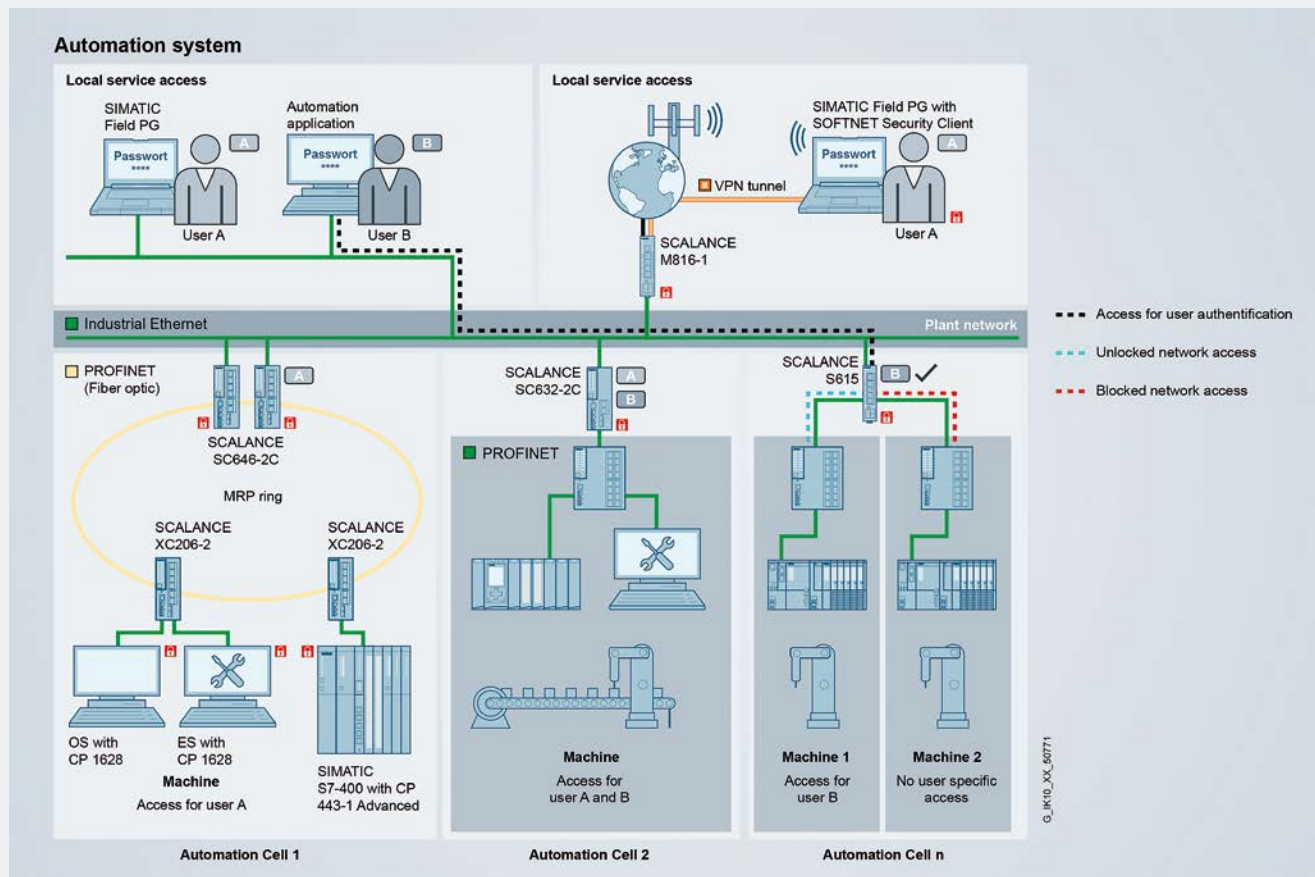 Automation system
Local service access
SIMATIC
Field PG
Automation
application
Passwort
****
A
Passwort
****
B
User A
User B
Local service access
SIMATIC Field PG with
SOFTNET Security Client
Passwort
****
A
VPN tunnel
User A
SCALANCE
M816-1
Industrial Ethernet
Plant network
Access for user authentification
Unlocked network access
Blocked network access
PROFINET
(Fiber optic)
A
SCALANCE
SC646-2C
MRP ring
SCALANCE
XC206-2
SCALANCE
XC206-2
OS with
CP 1628
ES with
CP 1628
Machine
Access for user A
SIMATIC
S7-400 with CP
443-1 Advanced
Automation Cell 1
SCALANCE
SC632-2C
A
B
PROFINET
Machine
Access for
user A and B
Automation Cell 2
SCALANCE
S615
B
Machine 1
Access for
user B
Machine 2
No user specific
access
Automation Cell n
G_IK10_XX_50771